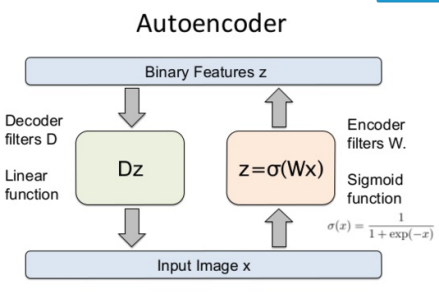 Autoencoder
Binary Features z
Decoder
filters D
Linear
function
Dz
z=σ(Wx)
Encoder
filters W.
Sigmoid
function
σ(x) = 1 / (1 + exp(−x))
Input Image x